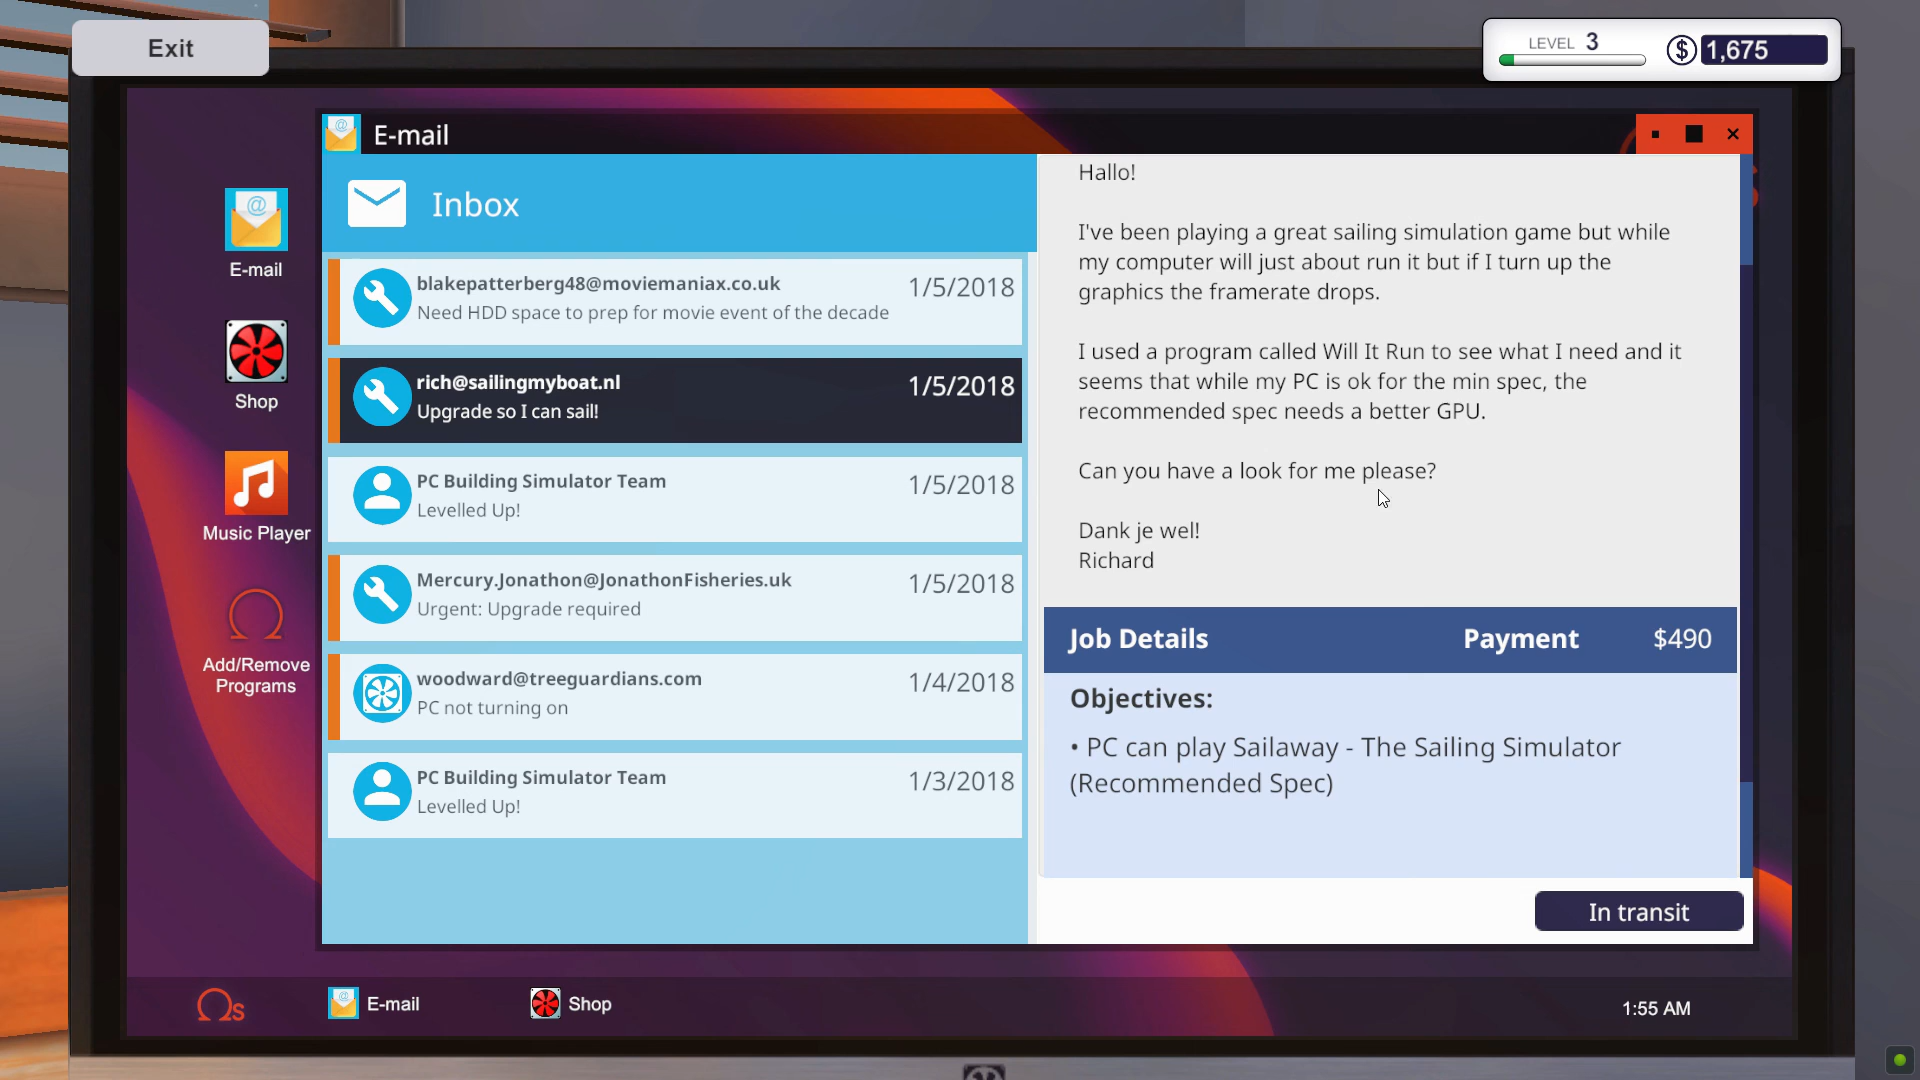 Exit
LEVEL 3
$ 1,675
E-mail
E-mail
Shop
Music Player
Add/Remove
Programs
Inbox
blakepatterberg48@moviemaniax.co.uk 1/5/2018
Need HDD space to prep for movie event of the decade
rich@sailingmyboat.nl 1/5/2018
Upgrade so I can sail!
PC Building Simulator Team 1/5/2018
Levelled Up!
Mercury.Jonathon@JonathonFisheries.uk 1/5/2018
Urgent: Upgrade required
woodward@treeguardians.com 1/4/2018
PC not turning on
PC Building Simulator Team 1/3/2018
Levelled Up!
Hallo!
I've been playing a great sailing simulation game but while
my computer will just about run it but if I turn up the
graphics the framerate drops.
I used a program called Will It Run to see what I need and it
seems that while my PC is ok for the min spec, the
recommended spec needs a better GPU.
Can you have a look for me please?
Dank je wel!
Richard
Job Details Payment $490
Objectives:
• PC can play Sailaway - The Sailing Simulator
(Recommended Spec)
In transit
Ωs
E-mail
Shop
1:55 AM